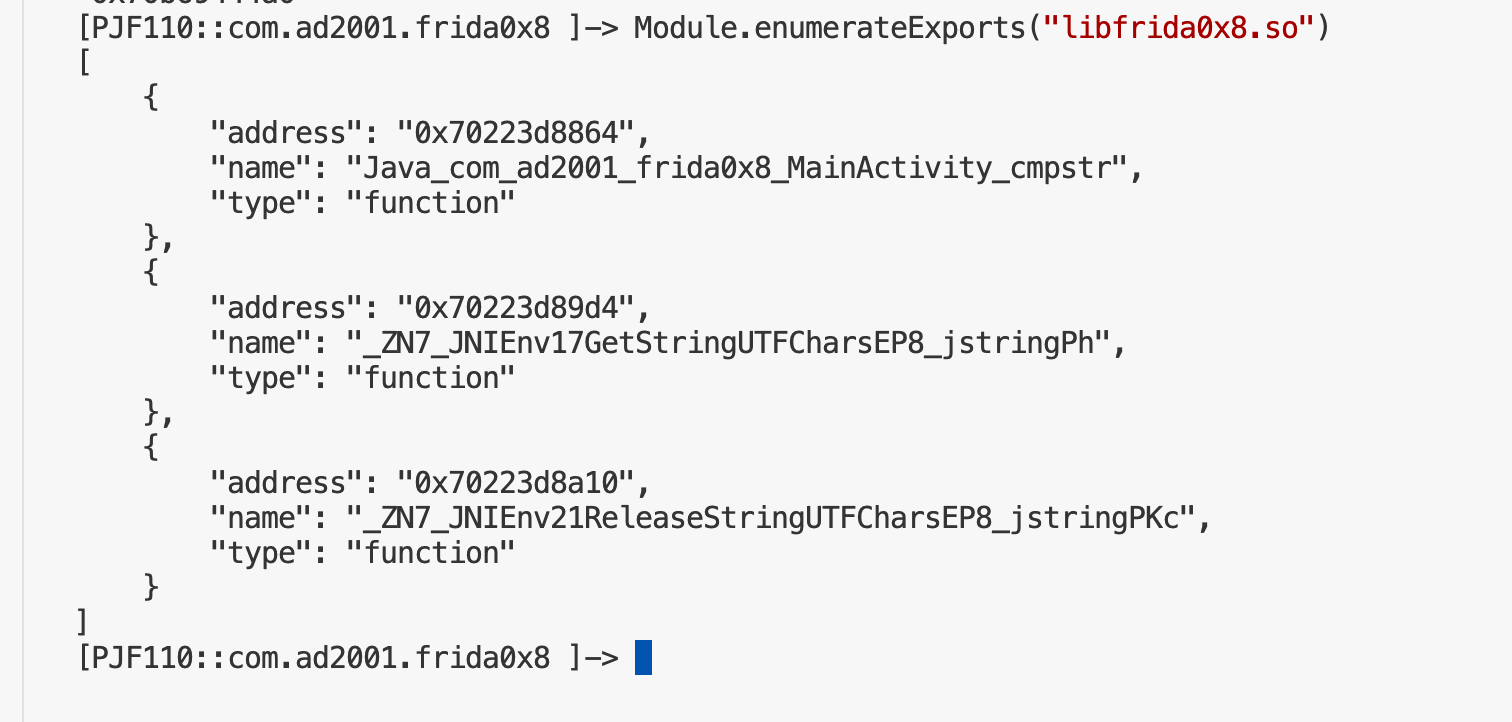 [PJF110::com.ad2001.frida0x8 ]-> Module.enumerateExports("libfrida0x8.so")
[
    {
        "address": "0x70223d8864",
        "name": "Java_com_ad2001_frida0x8_MainActivity_cmpstr",
        "type": "function"
    },
    {
        "address": "0x70223d89d4",
        "name": "_ZN7_JNIEnv17GetStringUTFCharsEP8_jstringPh",
        "type": "function"
    },
    {
        "address": "0x70223d8a10",
        "name": "_ZN7_JNIEnv21ReleaseStringUTFCharsEP8_jstringPKc",
        "type": "function"
    }
]
[PJF110::com.ad2001.frida0x8 ]->